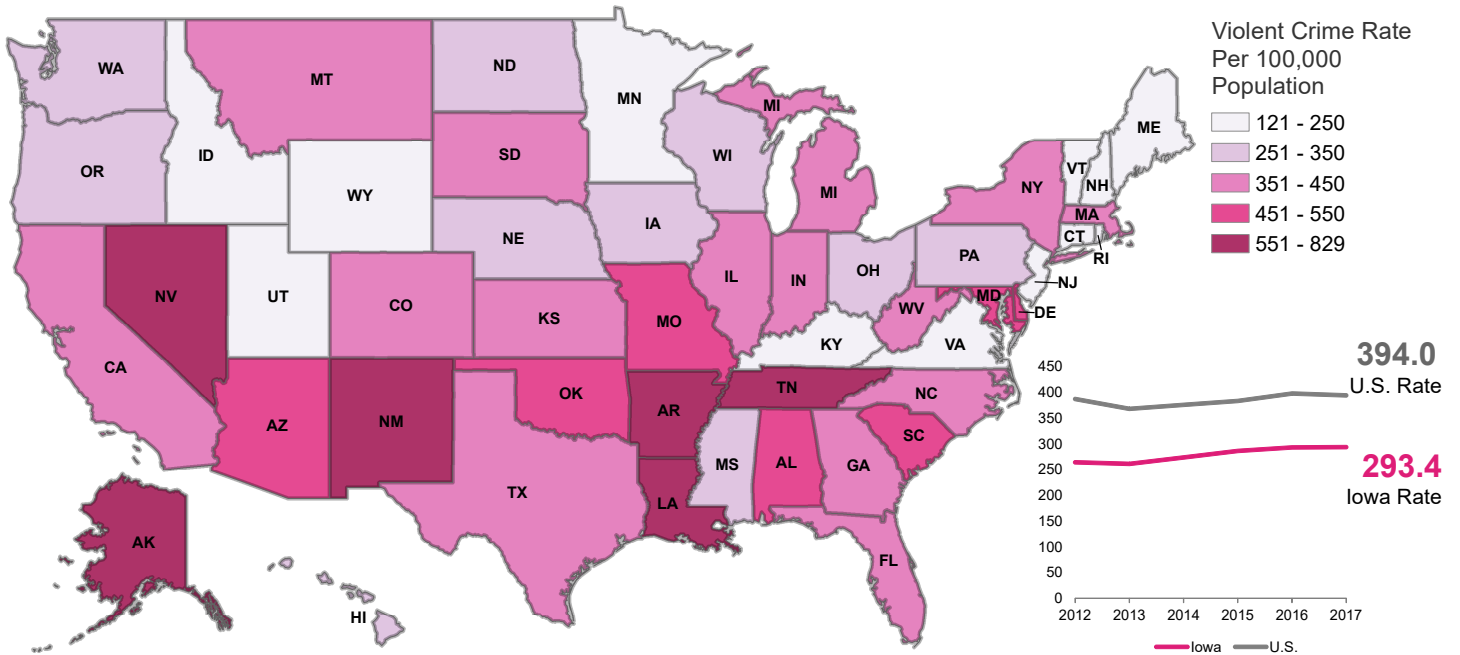 Violent Crime Rate
Per 100,000
Population
121 - 250
251 - 350
351 - 450
451 - 550
551 - 829
WA
MT
ND
MN
MI
ME
OR
ID
SD
WI
VT
NH
WY
MI
NY
MA
NE
IA
CT
RI
NV
UT
CO
KS
IL
IN
OH
PA
NJ
MO
WV
MD
DE
CA
KY
VA
AZ
NM
OK
AR
TN
NC
TX
MS
AL
GA
SC
LA
FL
AK
HI
450
400
350
300
250
200
150
100
50
0
394.0
U.S. Rate
293.4
Iowa Rate
2012 2013 2014 2015 2016 2017
Iowa U.S.